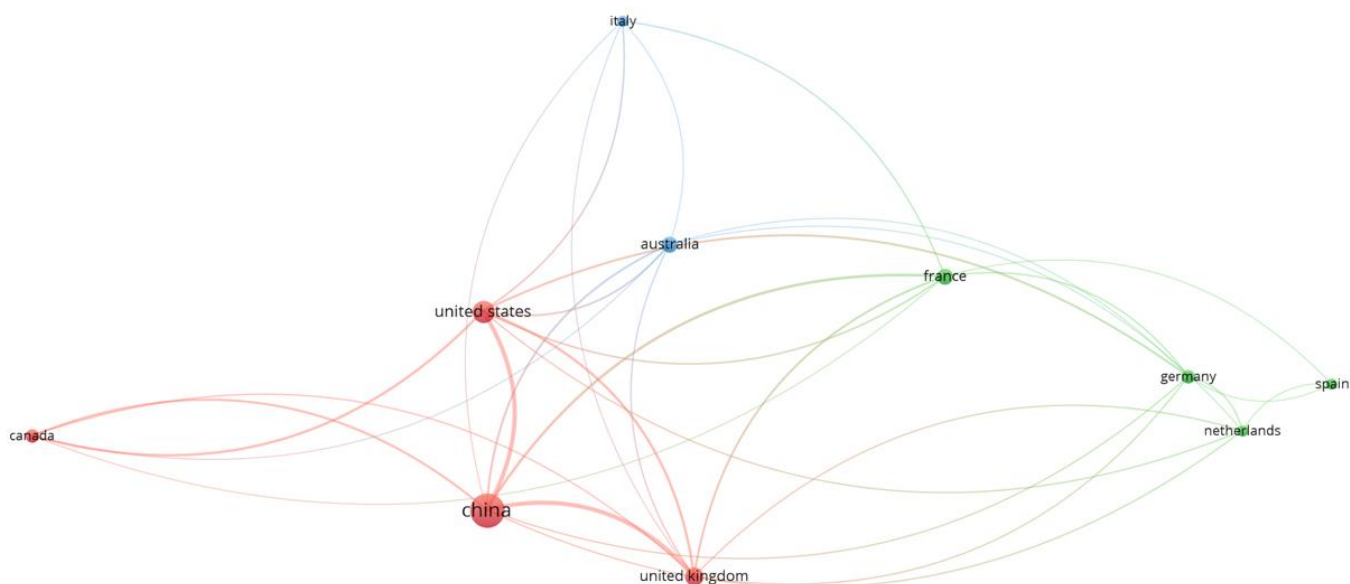 italy
australia
france
united states
germany
spain
canada
netherlands
china
united kingdom